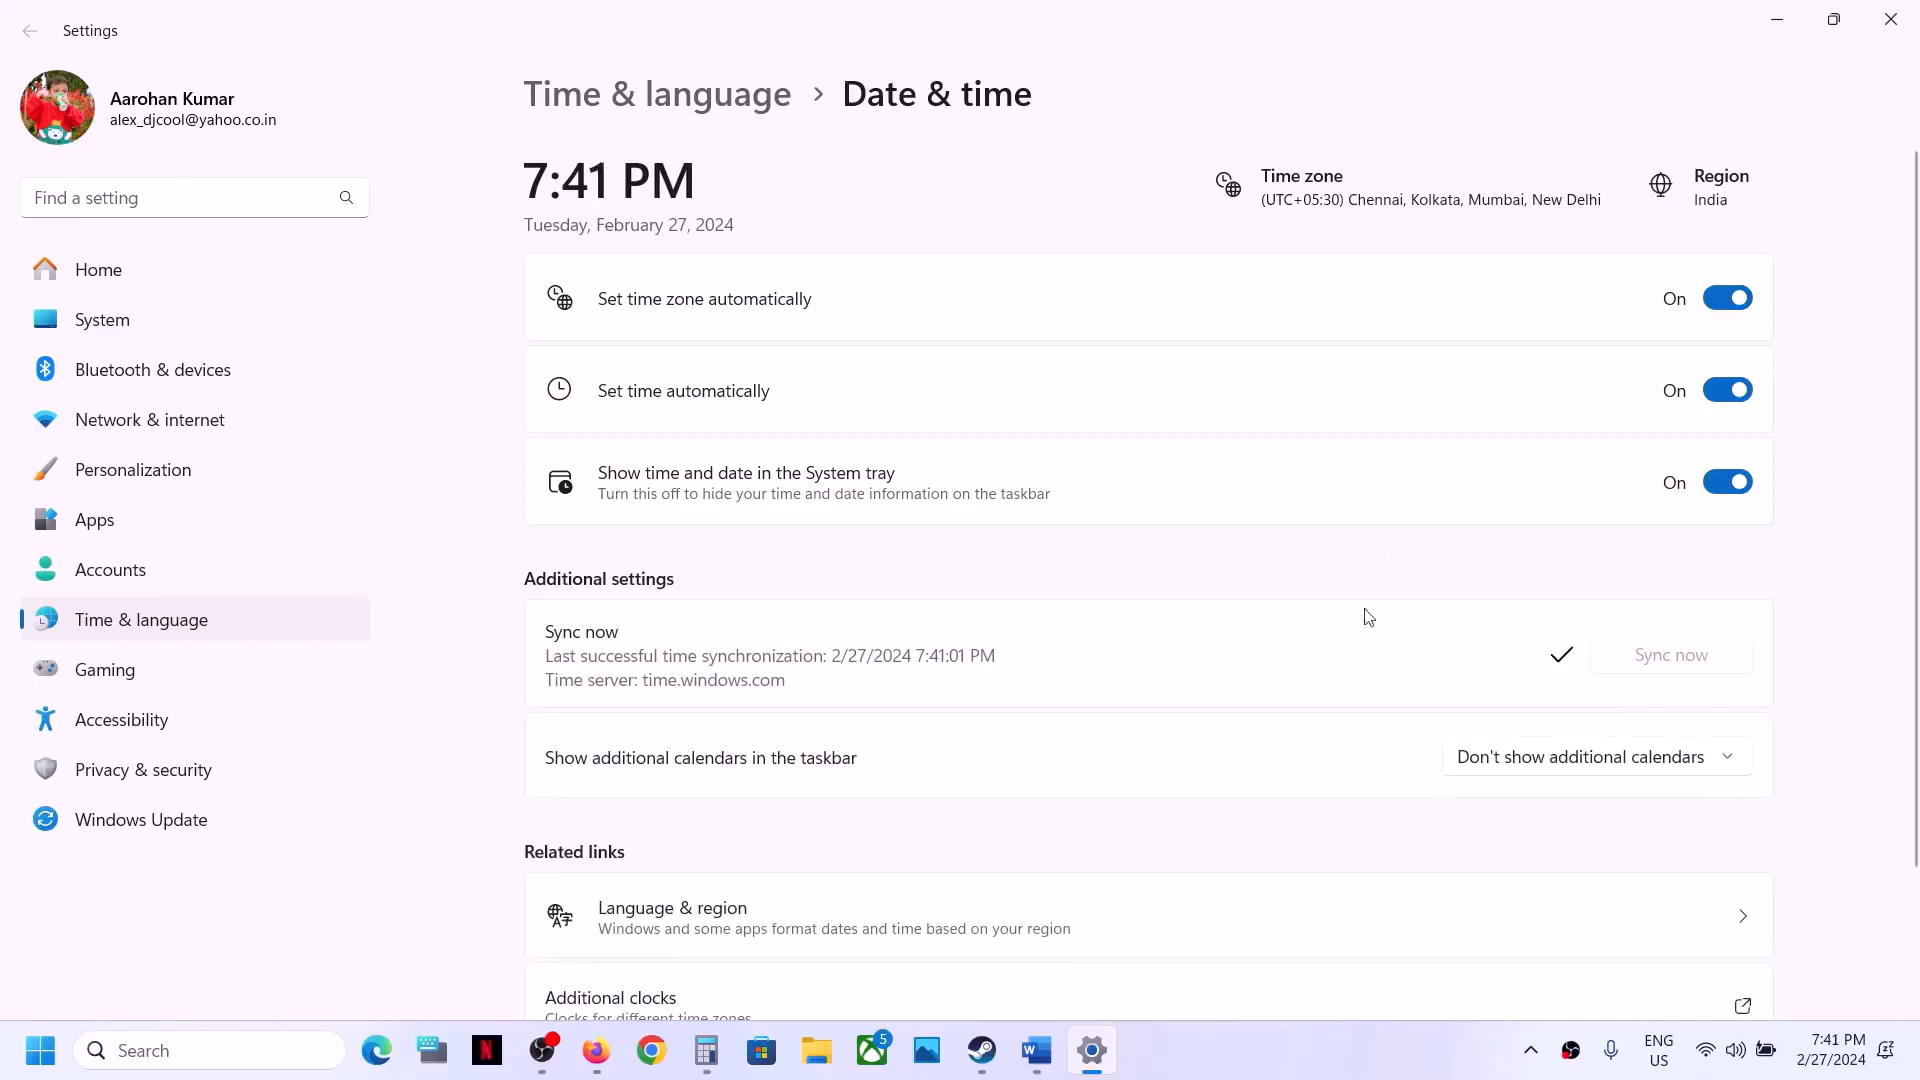 Settings
Aarohan Kumar
alex_djcool@yahoo.co.in
Find a setting
Home
System
Bluetooth & devices
Network & internet
Personalization
Apps
Accounts
Time & language
Gaming
Accessibility
Privacy & security
Windows Update
Time & language > Date & time
7:41 PM
Tuesday, February 27, 2024
Time zone
(UTC+05:30) Chennai, Kolkata, Mumbai, New Delhi
Region
India
Set time zone automatically On
Set time automatically On
Show time and date in the System tray
Turn this off to hide your time and date information on the taskbar
On
Additional settings
Sync now
Last successful time synchronization: 2/27/2024 7:41:01 PM
Time server: time.windows.com
Sync now
Show additional calendars in the taskbar
Don't show additional calendars
Related links
Language & region
Windows and some apps format dates and time based on your region
Additional clocks
Clocks for different time zones
Search
N
5
W
ENG
US
7:41 PM
2/27/2024